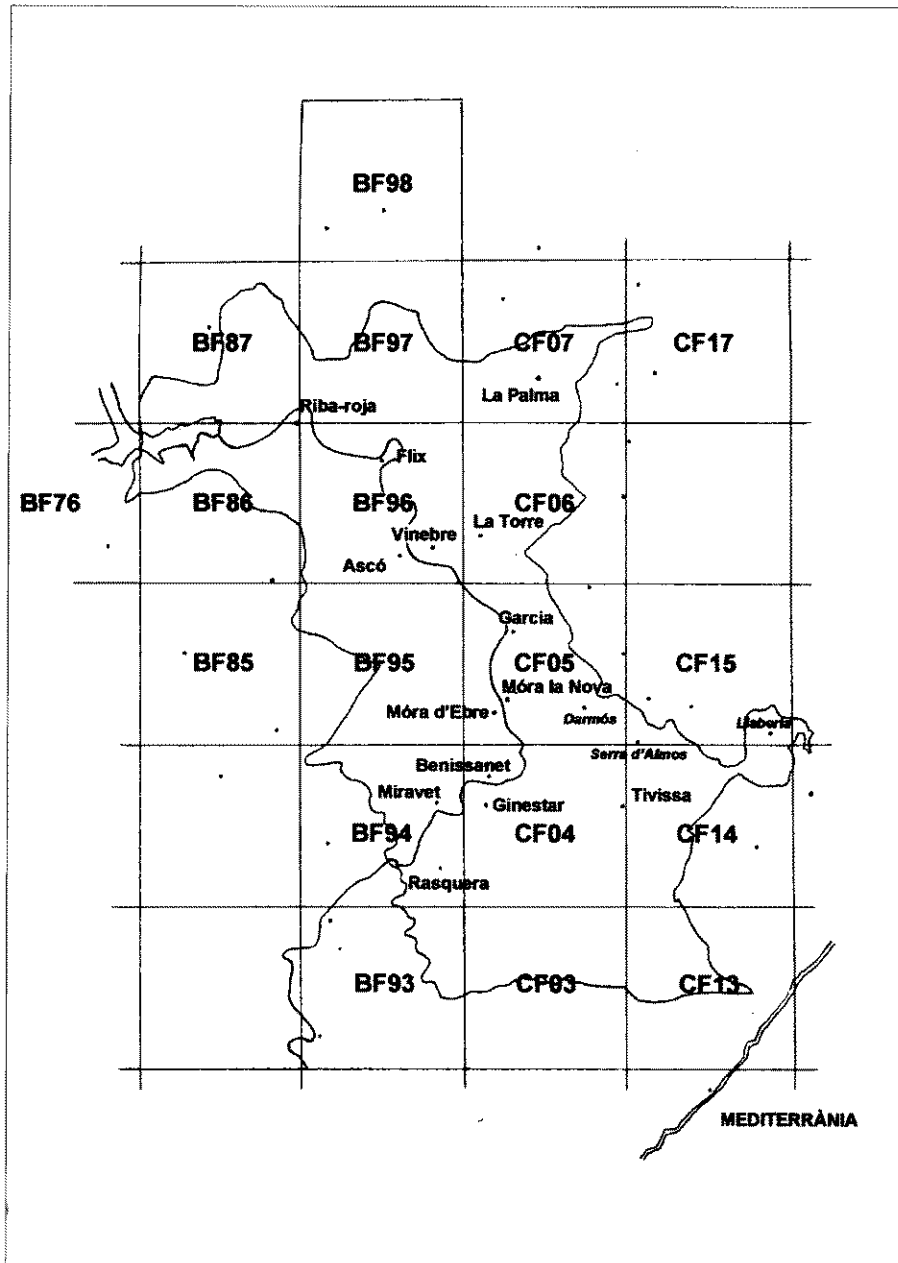 BF98
BF87 BF97 CF07 CF17
La Palma
Riba-roja
Flix
BF76 BF86 BF96 CF06
La Torre
Vinebre
Ascó
Garcia
BF85 BF95 CF05 CF15
Móra la Nova
Móra d'Ebre
Darmós
Llaberia
Serra d'Almos
Benissanet
Miravet
Ginestar
Tivissa
BF94 CF04 CF14
Rasquera
BF93 CF03 CF13
MEDITERRÀNIA